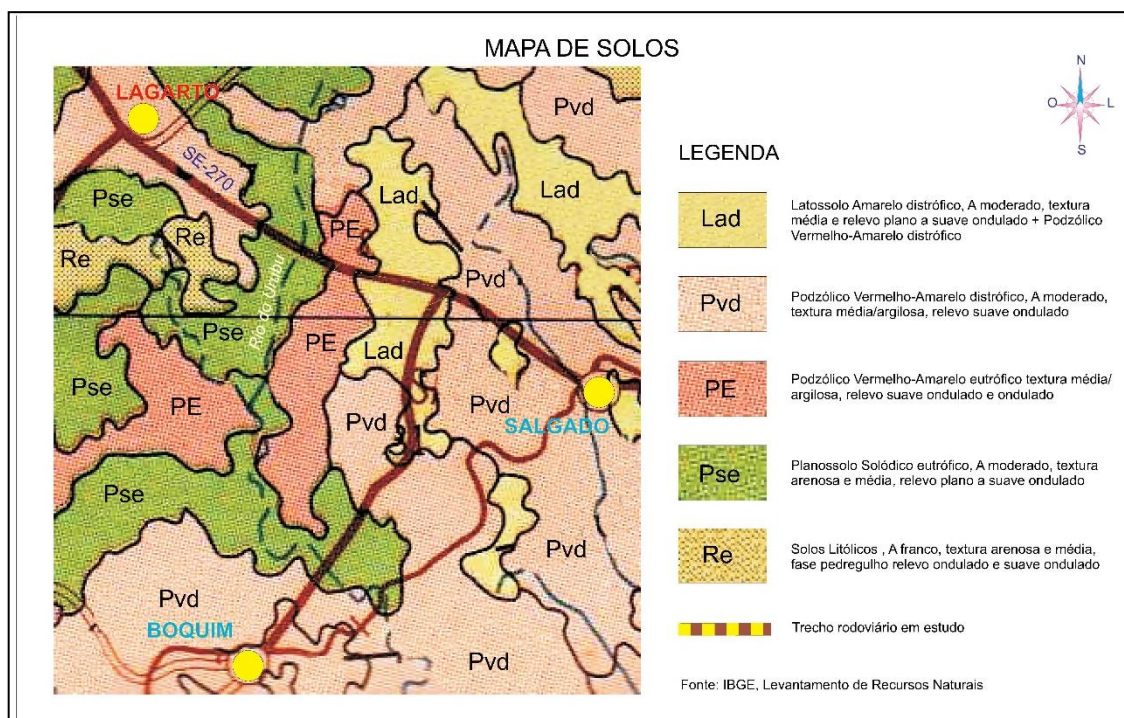 MAPA DE SOLOS
N
O L
S
LAGARTO
SE-270
Pvd
Pse
Lad
Lad
Re
PE
Re
Pvd
Rio do Urubu
Pse
PE
Lad
Pse
PE
Pvd
Pvd
SALGADO
Pse
Pvd
Pvd
BOQUIM
Pvd
LEGENDA
Lad
Latossolo Amarelo distrófico, A moderado, textura
média e relevo plano a suave ondulado + Podzólico
Vermelho-Amarelo distrófico
Pvd
Podzólico Vermelho-Amarelo distrófico, A moderado,
textura média/argilosa, relevo suave ondulado
PE
Podzólico Vermelho-Amarelo eutrófico textura média/
argilosa, relevo suave ondulado e ondulado
Pse
Planossolo Solódico eutrófico, A moderado, textura
arenosa e média, relevo plano a suave ondulado
Re
Solos Litólicos , A franco, textura arenosa e média,
fase pedregulho relevo ondulado e suave ondulado
Trecho rodoviário em estudo
Fonte: IBGE, Levantamento de Recursos Naturais